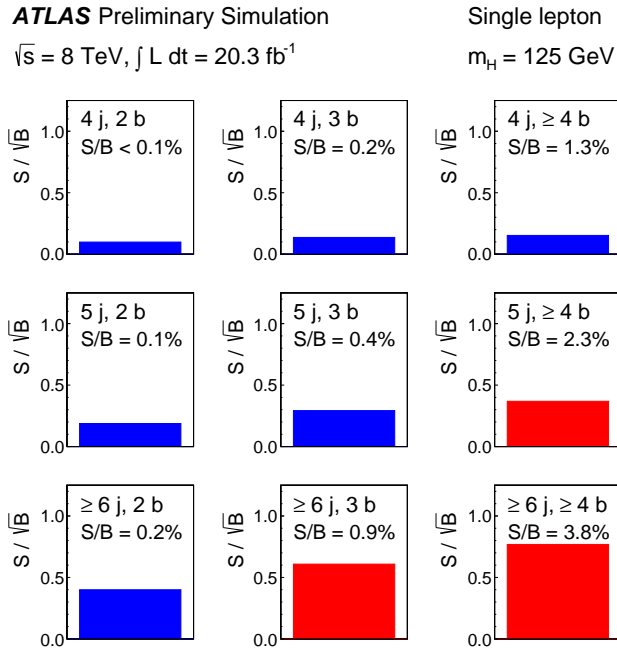 ATLAS Preliminary Simulation Single lepton
√s = 8 TeV, ∫ L dt = 20.3 fb⁻¹ m_H = 125 GeV
4 j, 2 b
S/B < 0.1%
S / √B
1.0
0.5
0.0
4 j, 3 b
S/B = 0.2%
S / √B
1.0
0.5
0.0
4 j, ≥ 4 b
S/B = 1.3%
S / √B
1.0
0.5
0.0
5 j, 2 b
S/B = 0.1%
S / √B
1.0
0.5
0.0
5 j, 3 b
S/B = 0.4%
S / √B
1.0
0.5
0.0
5 j, ≥ 4 b
S/B = 2.3%
S / √B
1.0
0.5
0.0
≥ 6 j, 2 b
S/B = 0.2%
S / √B
1.0
0.5
0.0
≥ 6 j, 3 b
S/B = 0.9%
S / √B
1.0
0.5
0.0
≥ 6 j, ≥ 4 b
S/B = 3.8%
S / √B
1.0
0.5
0.0